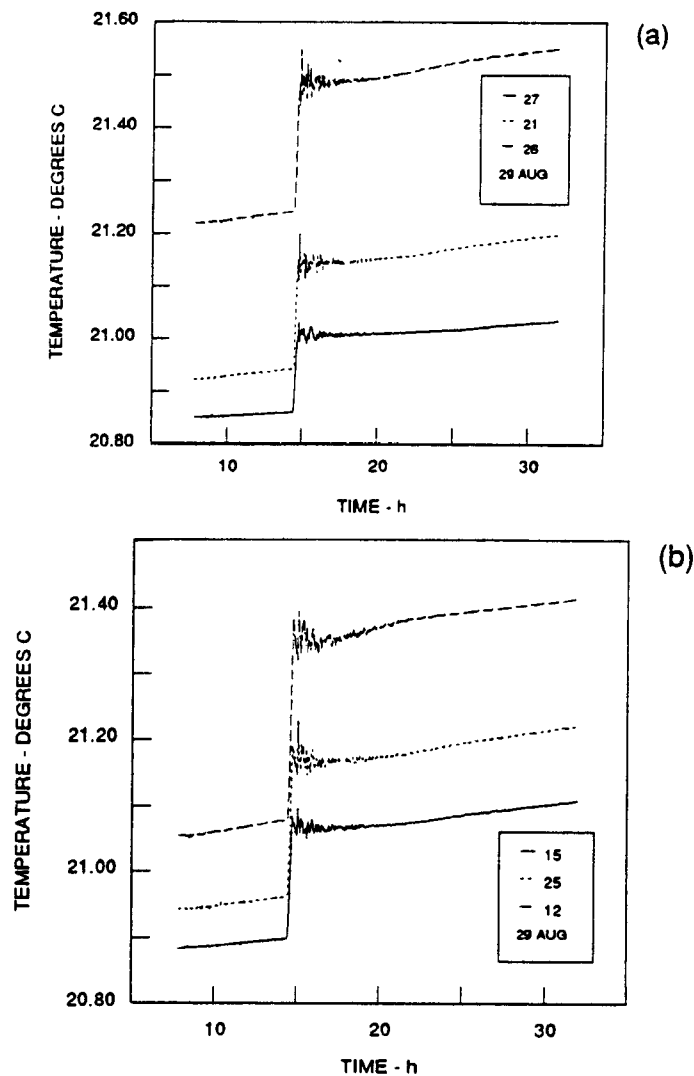 (a)
21.60
21.40
21.20
21.00
20.80
TEMPERATURE - DEGREES C
27
21
26
29 AUG
10
20
30
TIME - h
(b)
21.40
21.20
21.00
20.80
TEMPERATURE - DEGREES C
15
25
12
29 AUG
10
20
30
TIME - h